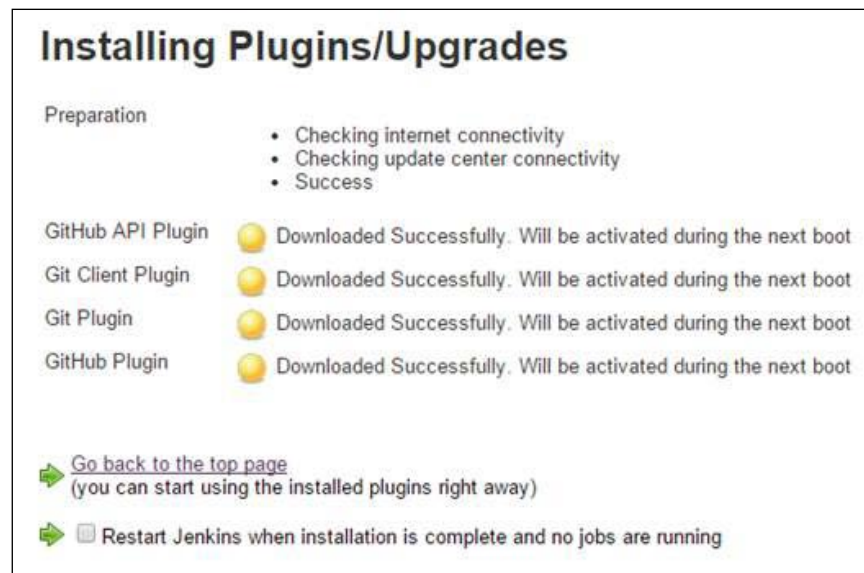 Installing Plugins/Upgrades
Preparation
Checking internet connectivity
Checking update center connectivity
Success
GitHub API Plugin Downloaded Successfully. Will be activated during the next boot
Git Client Plugin Downloaded Successfully. Will be activated during the next boot
Git Plugin Downloaded Successfully. Will be activated during the next boot
GitHub Plugin Downloaded Successfully. Will be activated during the next boot
Go back to the top page
(you can start using the installed plugins right away)
Restart Jenkins when installation is complete and no jobs are running